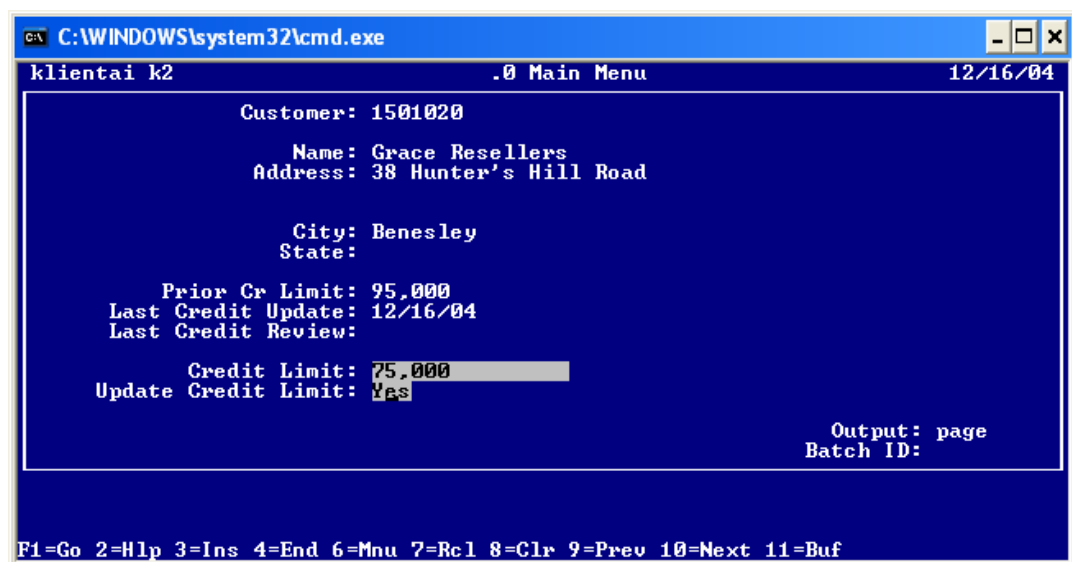 C:\WINDOWS\system32\cmd.exe
klientai k2 .0 Main Menu 12/16/04
Customer: 1501020
Name: Grace Resellers
Address: 38 Hunter's Hill Road
City: Benesley
State:
Prior Cr Limit: 95,000
Last Credit Update: 12/16/04
Last Credit Review:
Credit Limit: 75,000
Update Credit Limit: Yes
Output: page
Batch ID:
F1=Go 2=Hlp 3=Ins 4=End 6=Mnu 7=Rcl 8=Clr 9=Prev 10=Next 11=Buf